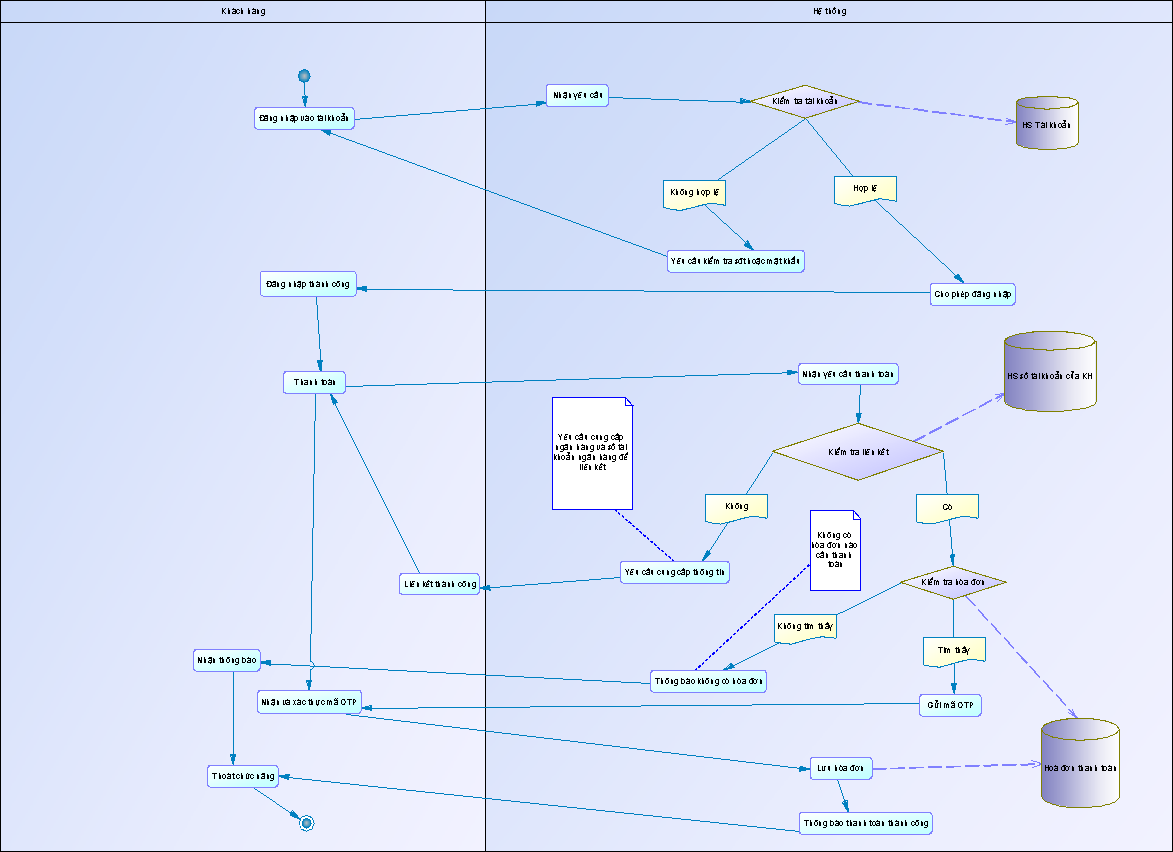 Khách hàng
Hệ thống
Đăng nhập vào tài khoản
Nhận yêu cầu
Kiểm tra tài khoản
HS Tài khoản
Không hợp lệ
Hợp lệ
Yêu cầu kiểm tra sđt hoặc mật khẩu
Đăng nhập thành công
Cho phép đăng nhập
Thanh toán
Nhận yêu cầu thanh toán
HS số tài khoản của KH
Yêu cầu cung cấp
ngân hàng và số tài
khoản ngân hàng để
liên kết
Kiểm tra liên kết
Không
Có
Không có
hóa đơn nào
cần thanh
toán
Liên kết thành công
Yêu cầu cung cấp thông tin
Kiểm tra hóa đơn
Không tìm thấy
Tìm thấy
Nhận thông báo
Thông báo không có hóa đơn
Nhận và xác thực mã OTP
Gửi mã OTP
Thoát chức năng
Lưu hóa đơn
Hoá đơn thanh toán
Thông báo thanh toán thành công